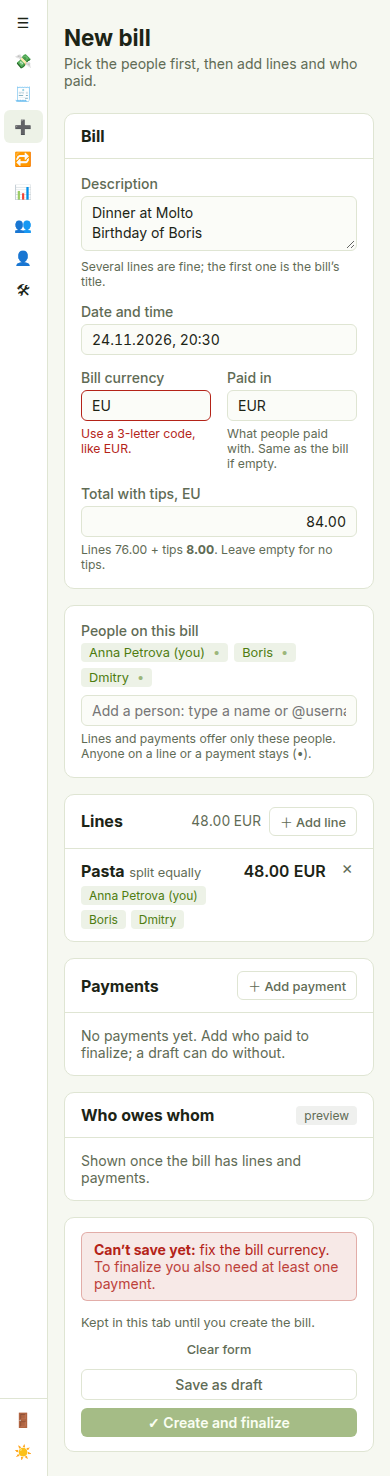 New bill
Pick the people first, then add lines and who
paid.
Bill
Description
Dinner at Molto
Birthday of Boris
Several lines are fine; the first one is the bill's
title.
Date and time
24.11.2026, 20:30
Bill currency
EU
Use a 3-letter code,
like EUR.
Paid in
EUR
What people paid
with. Same as the bill
if empty.
Total with tips, EU
84.00
Lines 76.00 + tips 8.00. Leave empty for no
tips.
People on this bill
Anna Petrova (you) •
Boris •
Dmitry •
Add a person: type a name or @userna
Lines and payments offer only these people.
Anyone on a line or a payment stays (•).
Lines
48.00 EUR
+ Add line
Pasta split equally
48.00 EUR ×
Anna Petrova (you)
Boris Dmitry
Payments
+ Add payment
No payments yet. Add who paid to
finalize; a draft can do without.
Who owes whom
preview
Shown once the bill has lines and
payments.
Can't save yet: fix the bill currency.
To finalize you also need at least one
payment.
Kept in this tab until you create the bill.
Clear form
Save as draft
✓ Create and finalize